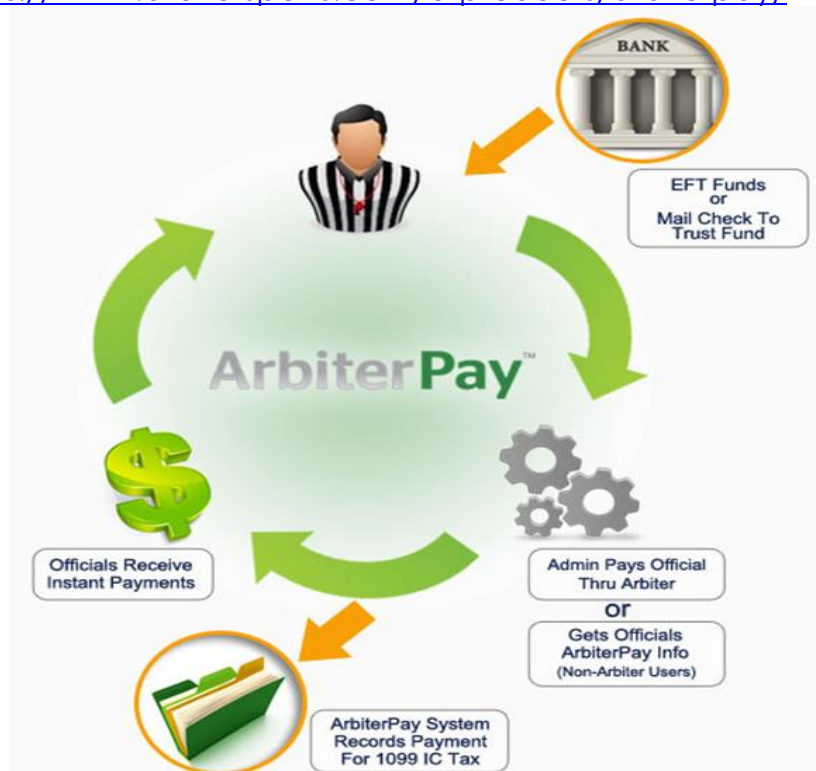 BANK
EFT Funds
or
Mail Check To
Trust Fund
ArbiterPay™
Officials Receive
Instant Payments
Admin Pays Official
Thru Arbiter
or
Gets Officials
ArbiterPay Info
(Non-Arbiter Users)
ArbiterPay System
Records Payment
For 1099 IC Tax